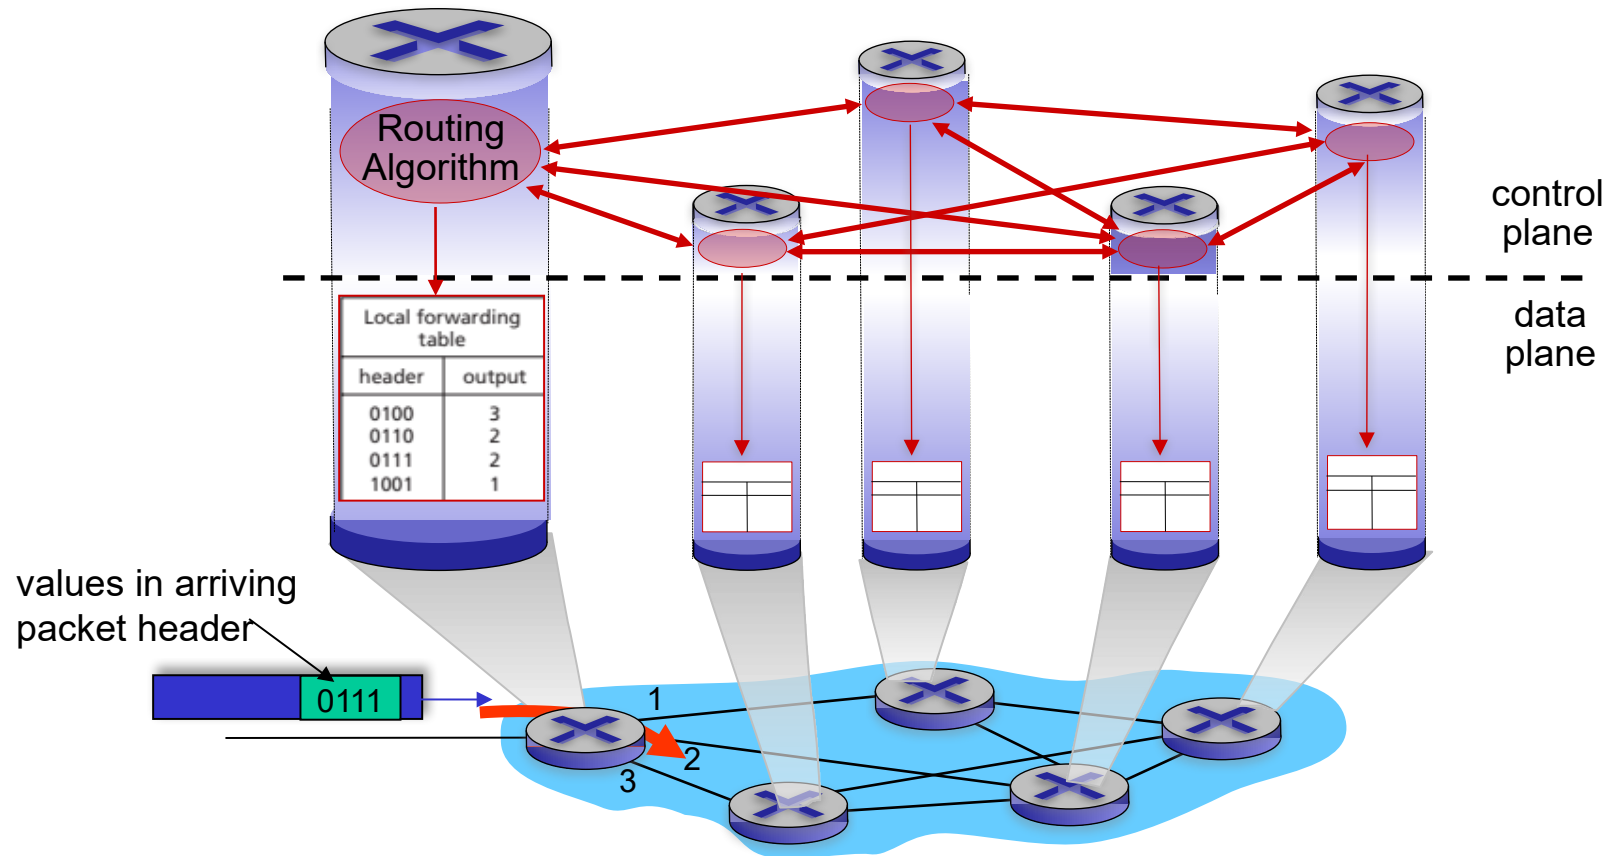 Routing
Algorithm
control
plane
data
plane
Local forwarding
table
header output
0100 3
0110 2
0111 2
1001 1
values in arriving
packet header
0111
1
2
3